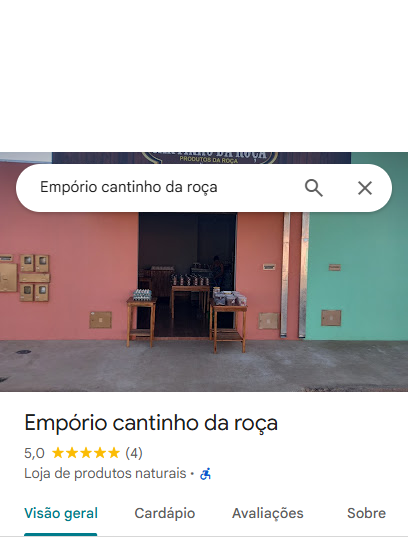 CANTINHO DA ROÇA
PRODUTOS DA ROÇA
Empório cantinho da roça
Empório cantinho da roça
5,0 (4)
Loja de produtos naturais •
Visão geral Cardápio Avaliações Sobre